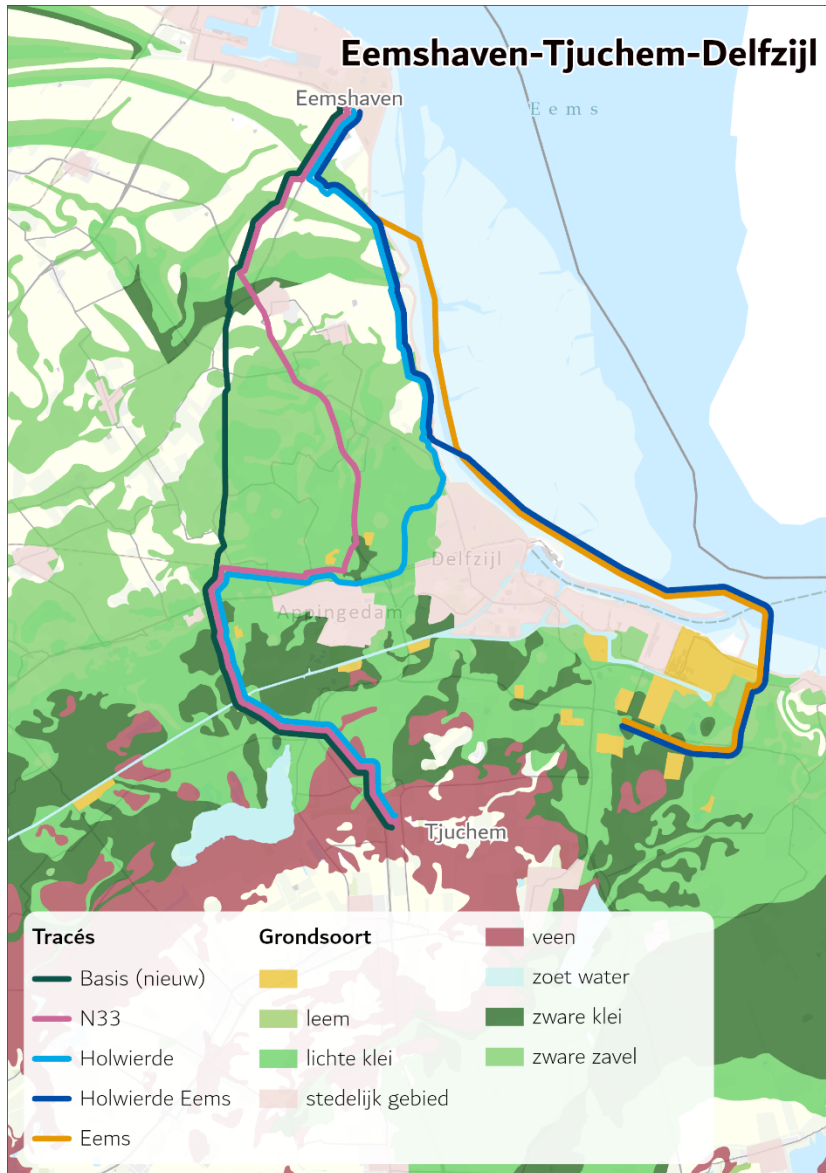 Eemshaven-Tjuchem-Delfzijl
Eemshaven
Eems
Delfzijl
Appingedam
Tjuchem
Tracés
Basis (nieuw)
N33
Holwierde
Holwierde Eems
Eems
Grondsoort
leem
lichte klei
stedelijk gebied
veen
zoet water
zware klei
zware zavel